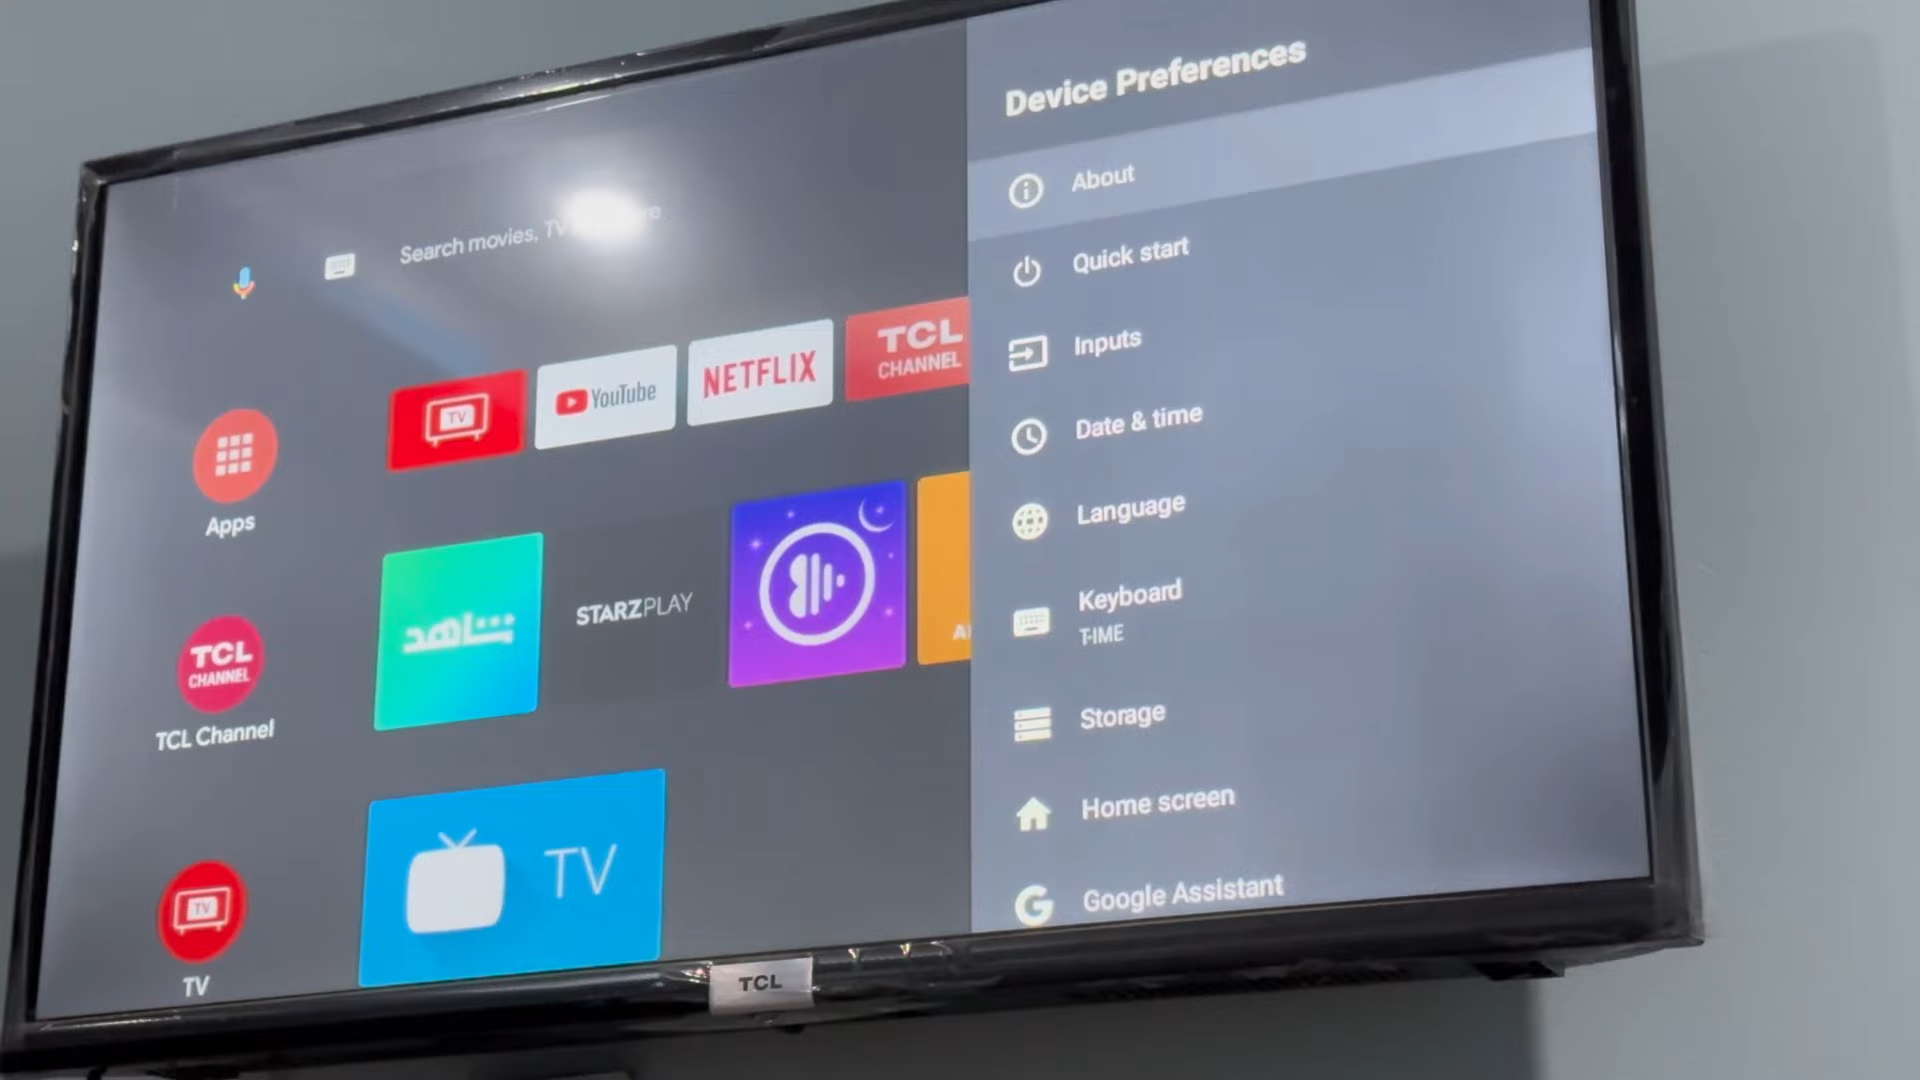 Search movies, TV
TV
YouTube
NETFLIX
TCL
CHANNEL
Apps
شاهد
STARZPLAY
TCL
CHANNEL
TCL Channel
TV
TV
TV
TCL
Device Preferences
About
Quick start
Inputs
Date & time
Language
Keyboard
T-IME
Storage
Home screen
Google Assistant